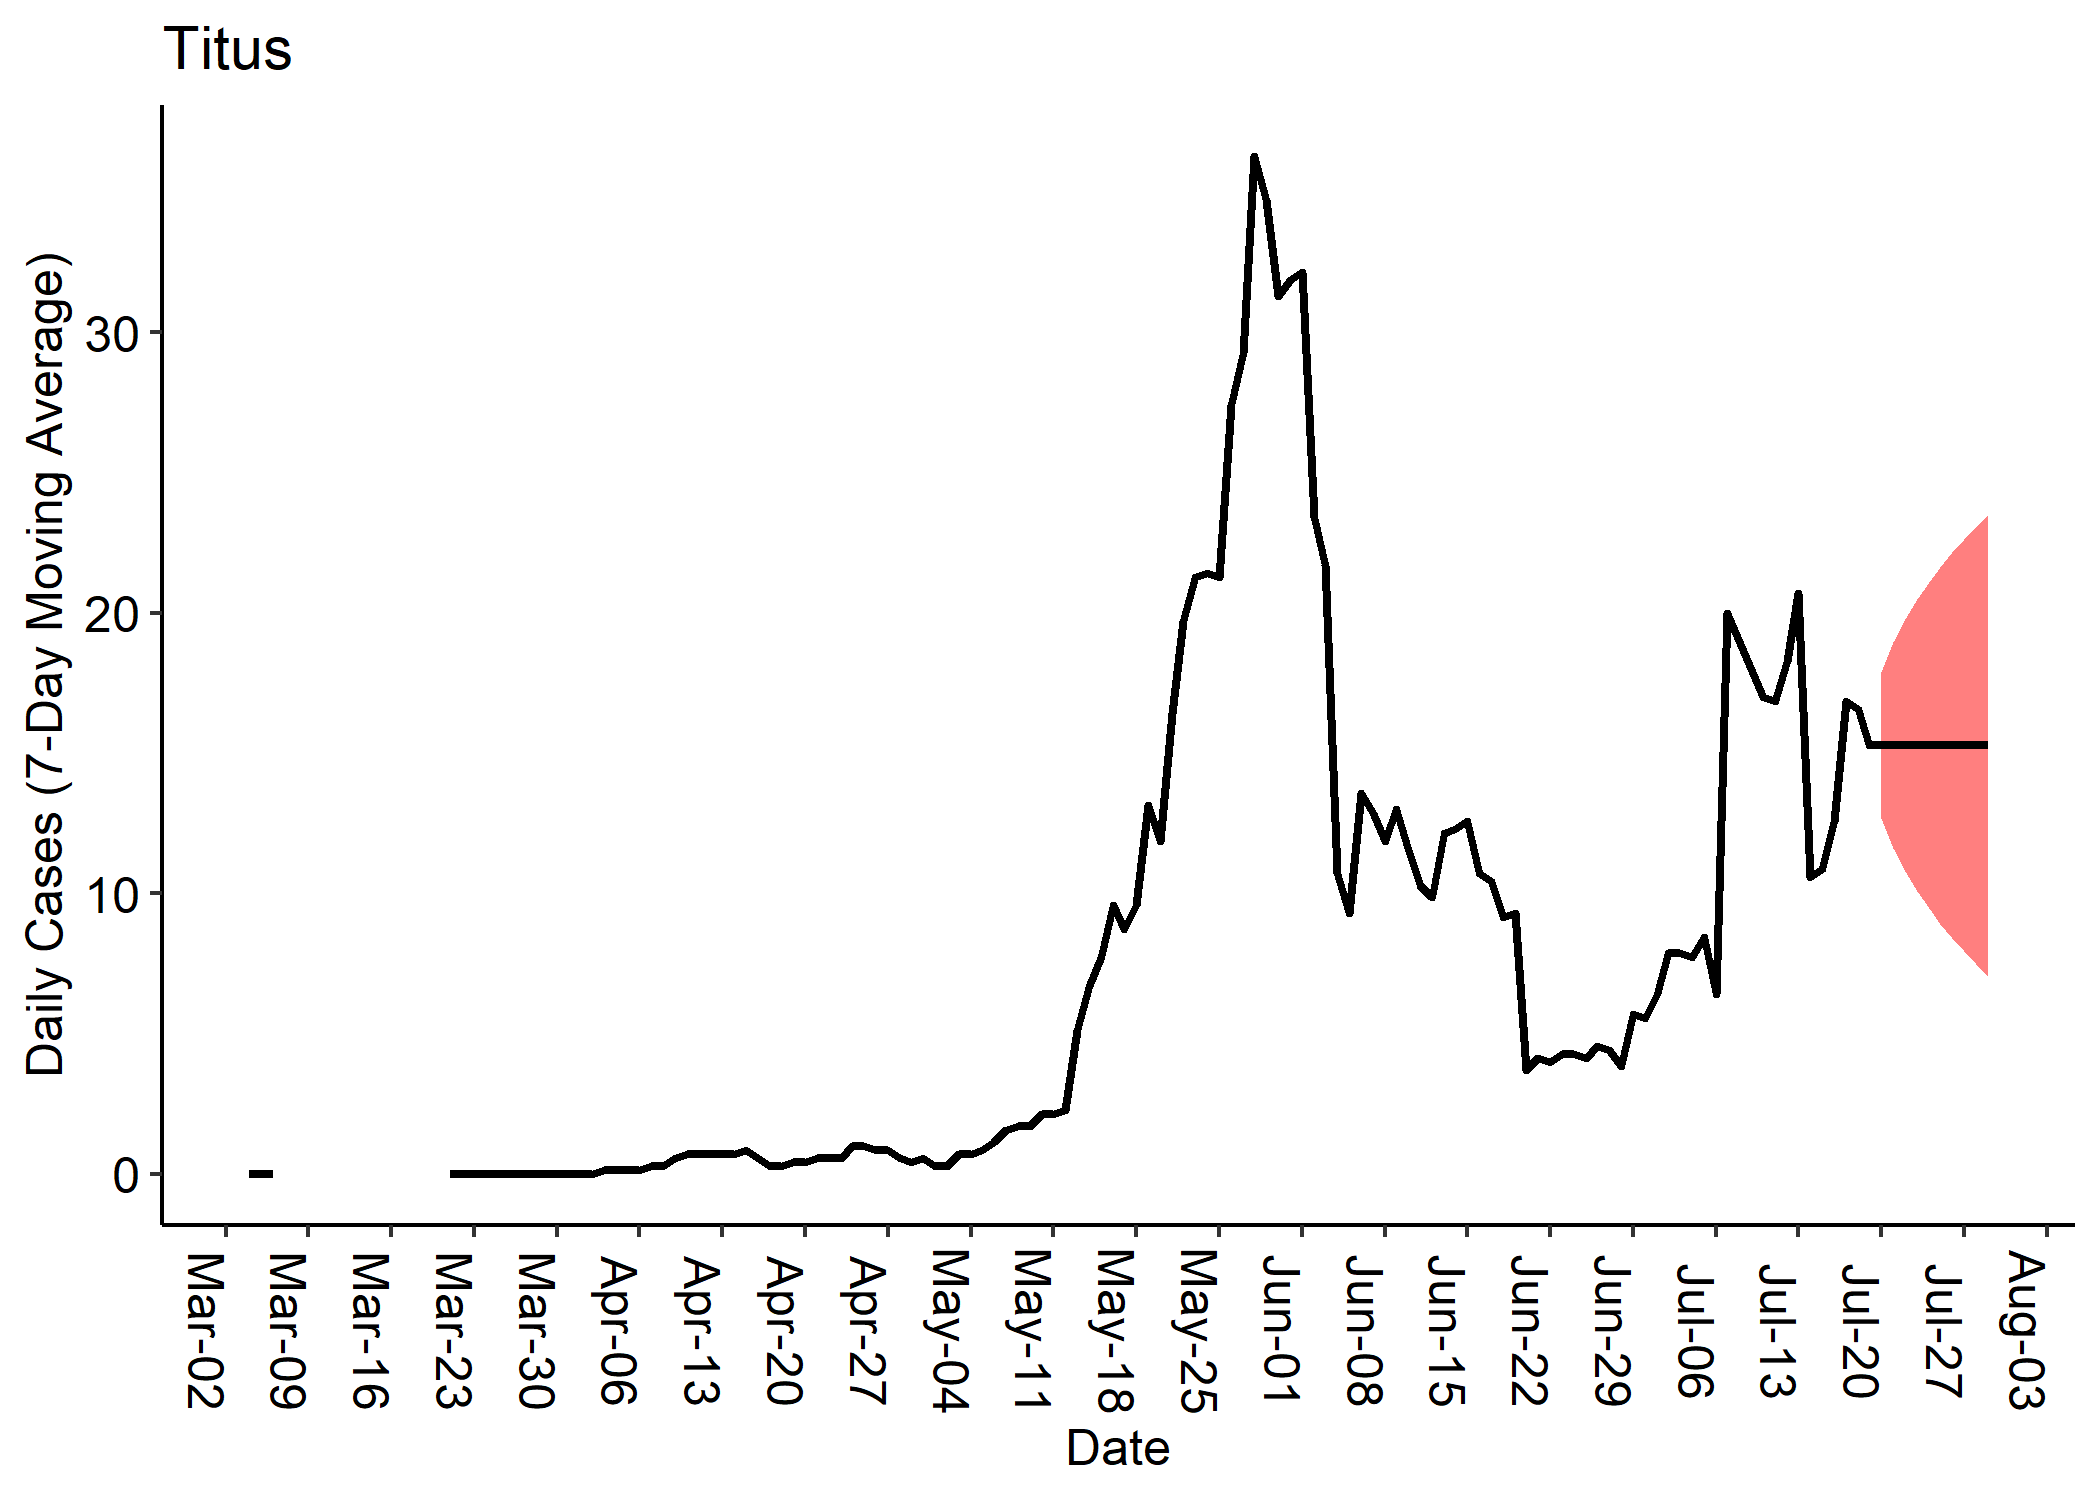 Titus
Daily Cases (7-Day Moving Average)
30
20
10
0
Mar-02
Mar-09
Mar-16
Mar-23
Mar-30
Apr-06
Apr-13
Apr-20
Apr-27
May-04
May-11
May-18
May-25
Jun-01
Jun-08
Jun-15
Jun-22
Jun-29
Jul-06
Jul-13
Jul-20
Jul-27
Aug-03
Date